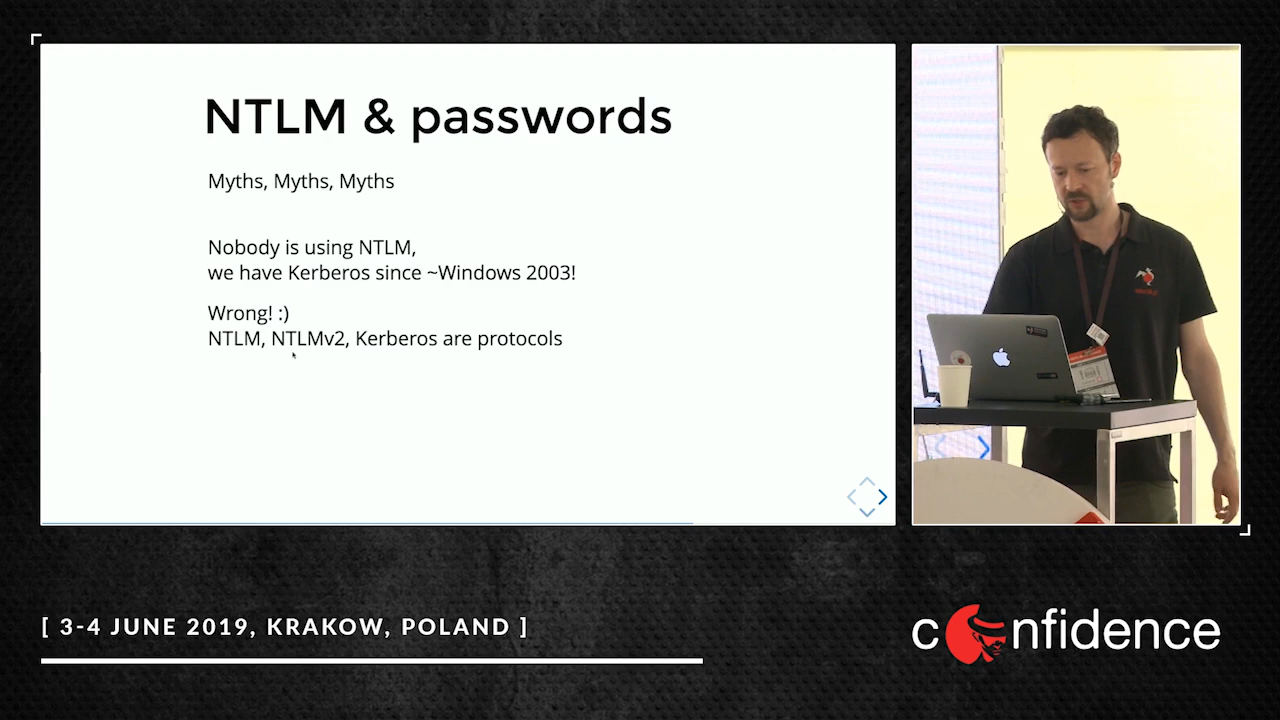 NTLM & passwords
Myths, Myths, Myths
Nobody is using NTLM,
we have Kerberos since ~Windows 2003!
Wrong! :)
NTLM, NTLMv2, Kerberos are protocols
[ 3-4 JUNE 2019, KRAKOW, POLAND ]
confidence